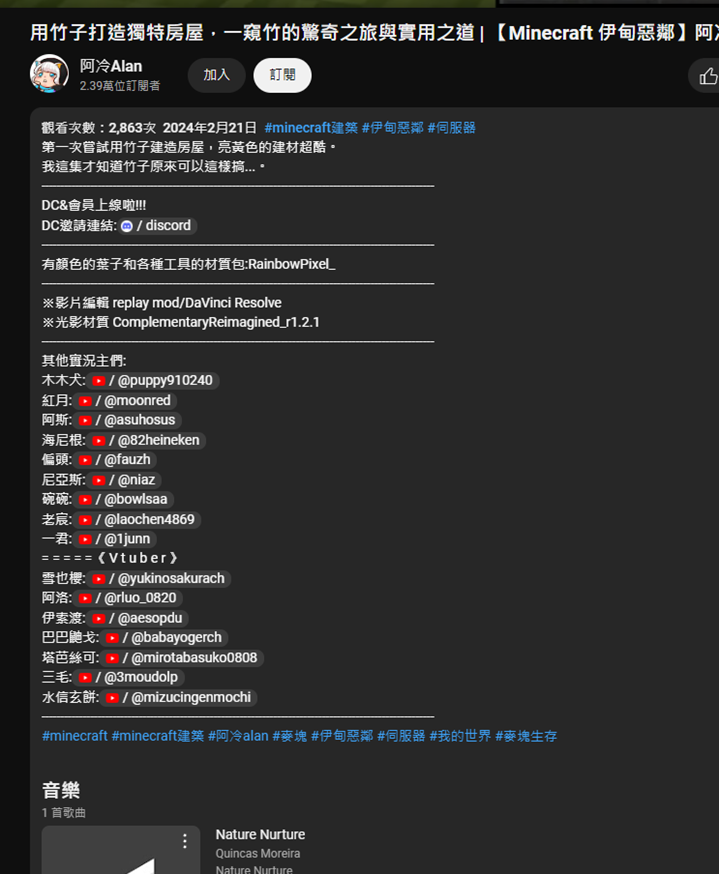 用竹子打造獨特房屋，一窺竹的驚奇之旅與實用之道 |【Minecraft 伊甸惡鄰】阿冷
阿冷Alan
2.39萬位訂閱者
加入
訂閱
觀看次數：2,863次 2024年2月21日 #minecraft建築 #伊甸惡鄰 #伺服器
第一次嘗試用竹子建造房屋，亮黃色的建材超酷。
我這集才知道竹子原來可以這樣搞...。
DC&會員上線啦!!!
DC邀請連結: / discord
有顏色的葉子和各種工具的材質包:RainbowPixel_
※影片編輯 replay mod/DaVinci Resolve
※光影材質 ComplementaryReimagined_r1.2.1
其他實況主們:
木木犬: / @puppy910240
紅月: / @moonred
阿斯: / @asuhosus
海尼根: / @82heineken
偏頭: / @fauzh
尼亞斯: / @niaz
碗碗: / @bowlsaa
老宸: / @laochen4869
一君: / @1junn
=====《Vtuber》
雪也櫻: / @yukinosakurach
阿洛: / @rluo_0820
伊索渡: / @aesopdu
巴巴颭戈: / @babayogerch
塔芭絲可: / @mirotabasuko0808
三毛: / @3moudolp
水信玄餅: / @mizucingenmochi
#minecraft #minecraft建築 #阿冷alan #麥塊 #伊甸惡鄰 #伺服器 #我的世界 #麥塊生存
音樂
1 首歌曲
Nature Nurture
Quincas Moreira
Nature Nurture